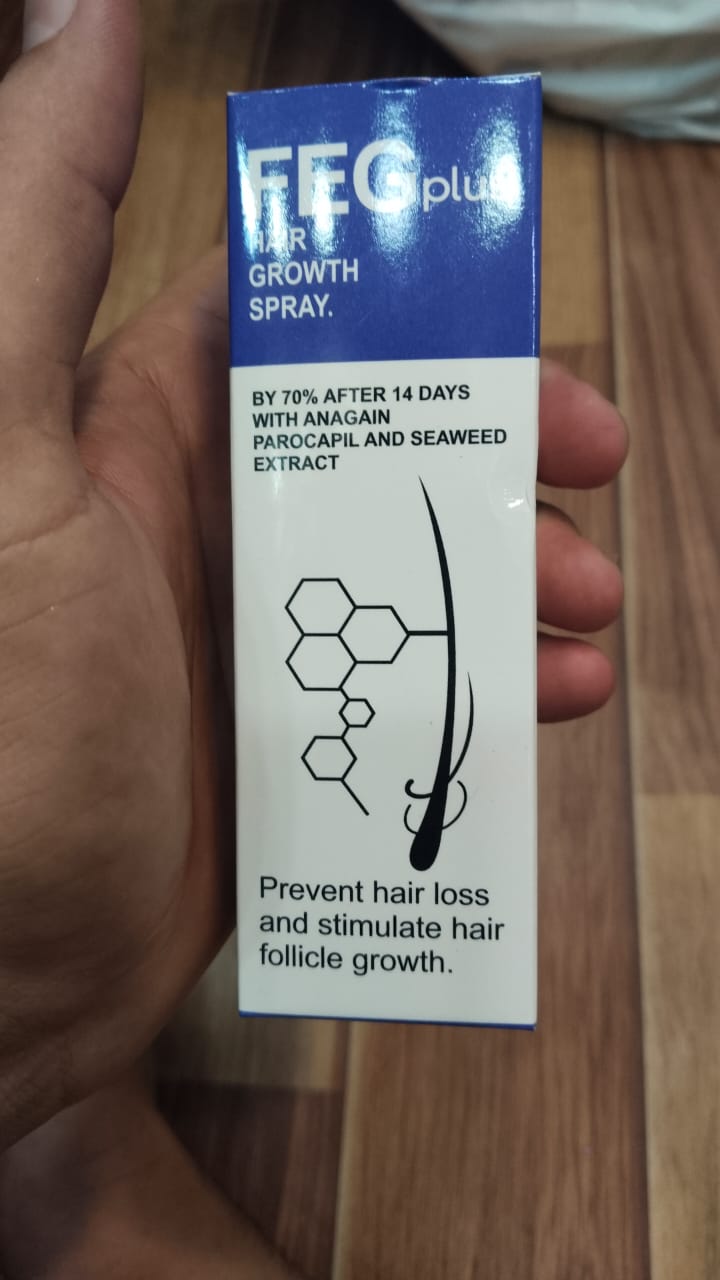 FEG plus
HAIR
GROWTH
SPRAY.
BY 70% AFTER 14 DAYS
WITH ANAGAIN
PAROCAPIL AND SEAWEED
EXTRACT
Prevent hair loss
and stimulate hair
follicle growth.